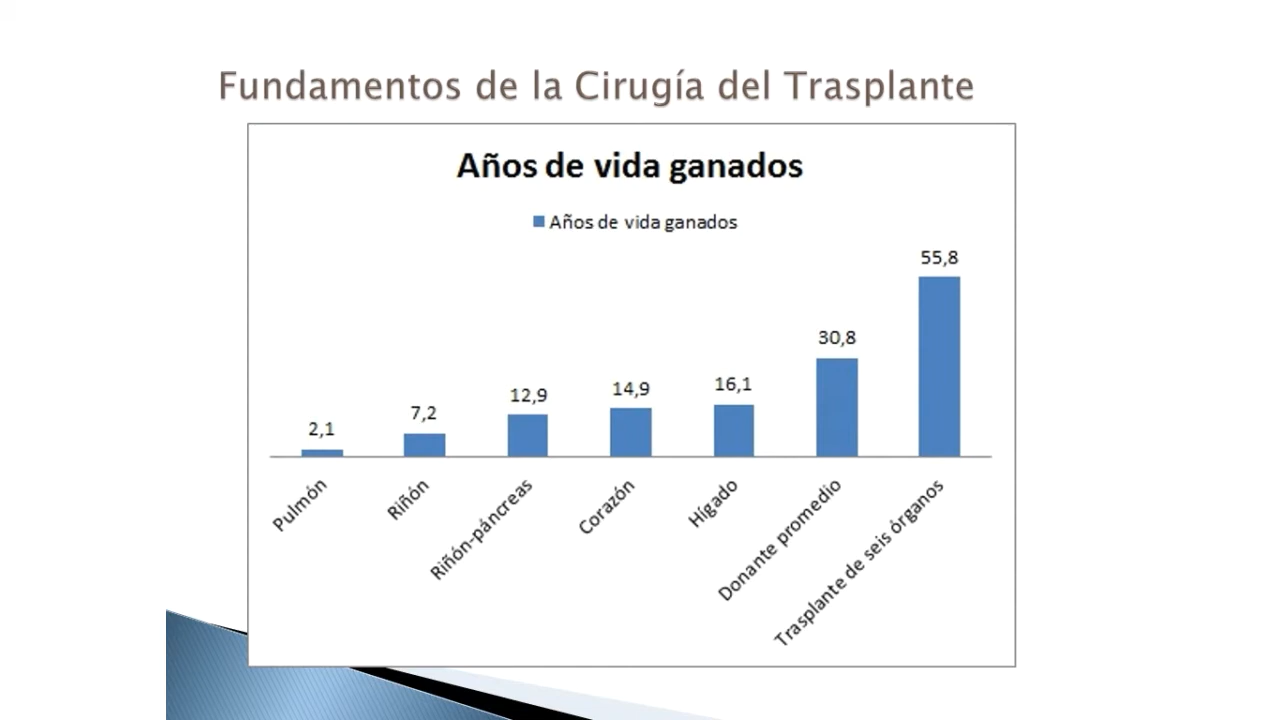 Fundamentos de la Cirugía del Trasplante
Años de vida ganados
Años de vida ganados
2,1
7,2
12,9
14,9
16,1
30,8
55,8
Pulmón
Riñón
Riñón-páncreas
Corazón
Hígado
Donante promedio
Trasplante de seis órganos